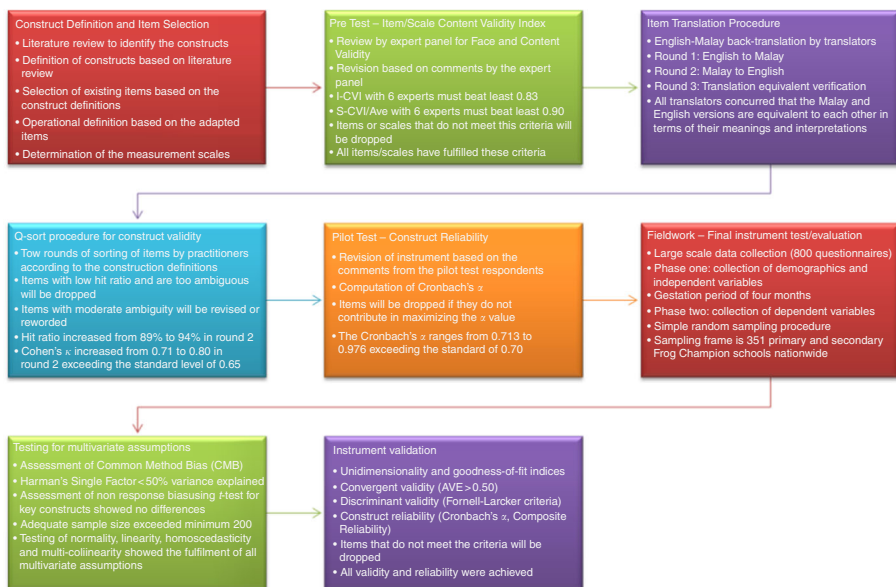 Construct Definition and Item Selection
• Literature review to identify the constructs
• Definition of constructs based on literature
review
• Selection of existing items based on the
construct definitions
• Operational definition based on the adapted
items
• Determination of the measurement scales
Pre Test – Item/Scale Content Validity Index
• Review by expert panel for Face and Content
Validity
• Revision based on comments by the expert
panel
• I-CVI with 6 experts must beat least 0.83
• S-CVI/Ave with 6 experts must beat least 0.90
• Items or scales that do not meet this criteria will
be dropped
• All items/scales have fulfilled these criteria
Item Translation Procedure
• English-Malay back-translation by translators
• Round 1: English to Malay
• Round 2: Malay to English
• Round 3: Translation equivalent verification
• All translators concurred that the Malay and
English versions are equivalent to each other in
terms of their meanings and interpretations
Q-sort procedure for construct validity
• Tow rounds of sorting of items by practitioners
according to the construction definitions
• Items with low hit ratio and are too ambiguous
will be dropped
• Items with moderate ambiguity will be revised or
reworded
• Hit ratio increased from 89% to 94% in round 2
• Cohen's κ increased from 0.71 to 0.80 in
round 2 exceeding the standard level of 0.65
Pilot Test – Construct Reliability
• Revision of instrument based on the
comments from the pilot test respondents
• Computation of Cronbach's α
• Items will be dropped if they do not
contribute in maximizing the α value
• The Cronbach's α ranges from 0.713 to
0.976 exceeding the standard of 0.70
Fieldwork – Final instrument test/evaluation
• Large scale data collection (800 questionnaires)
• Phase one: collection of demographics and
independent variables
• Gestation period of four months
• Phase two: collection of dependent variables
• Simple random sampling procedure
• Sampling frame is 351 primary and secondary
Frog Champion schools nationwide
Testing for multivariate assumptions
• Assessment of Common Method Bias (CMB)
• Harman's Single Factor<50% variance explained
• Assessment of non response biasusing t-test for
key constructs showed no differences
• Adequate sample size exceeded minimum 200
• Testing of normality, linearity, homoscedasticity
and multi-coliinearity showed the fulfilment of all
multivariate assumptions
Instrument validation
• Unidimensionality and goodness-of-fit indices
• Convergent validity (AVE>0.50)
• Discriminant validity (Fornell-Larcker criteria)
• Construct reliability (Cronbach's α, Composite
Reliability)
• Items that do not meet the criteria will be
dropped
• All validity and reliability were achieved